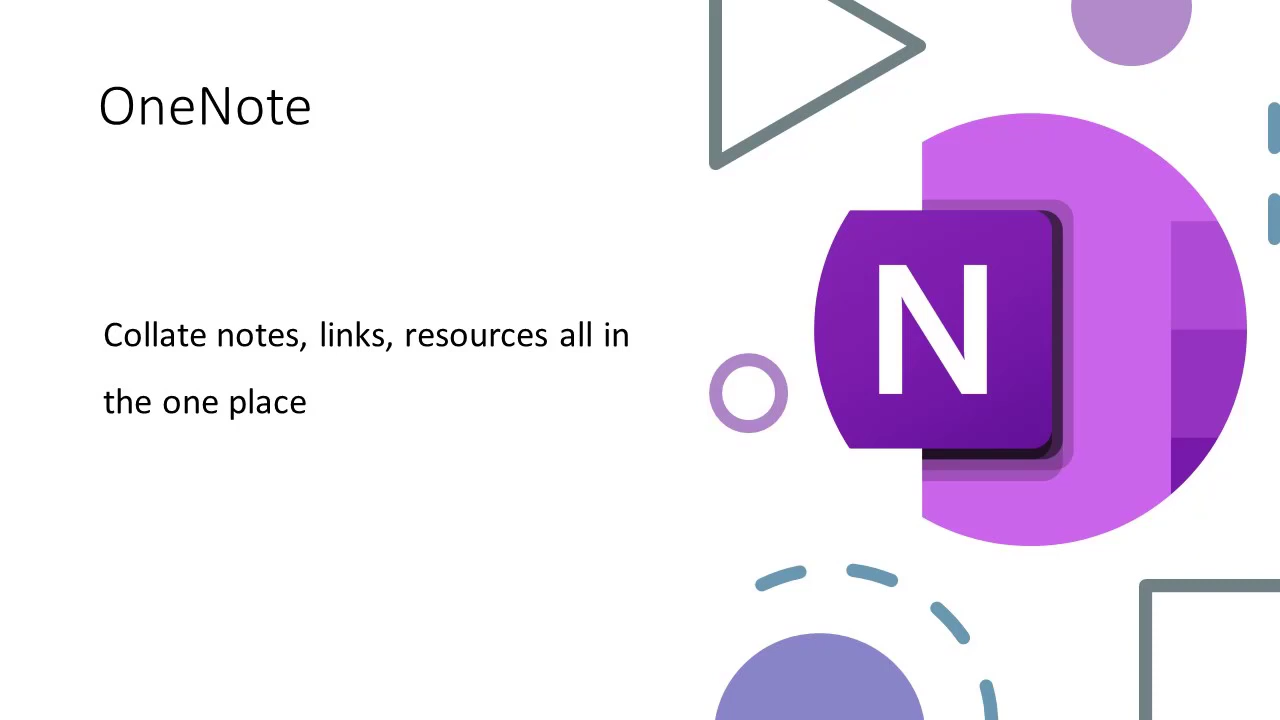 OneNote
Collate notes, links, resources all in
the one place
N